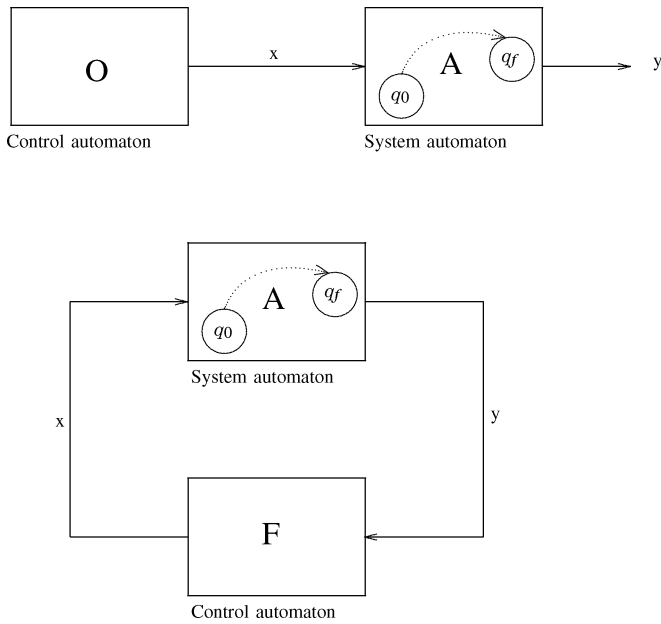 O
x
A
q0
qf
y
Control automaton
System automaton
A
q0
qf
System automaton
x
y
F
Control automaton